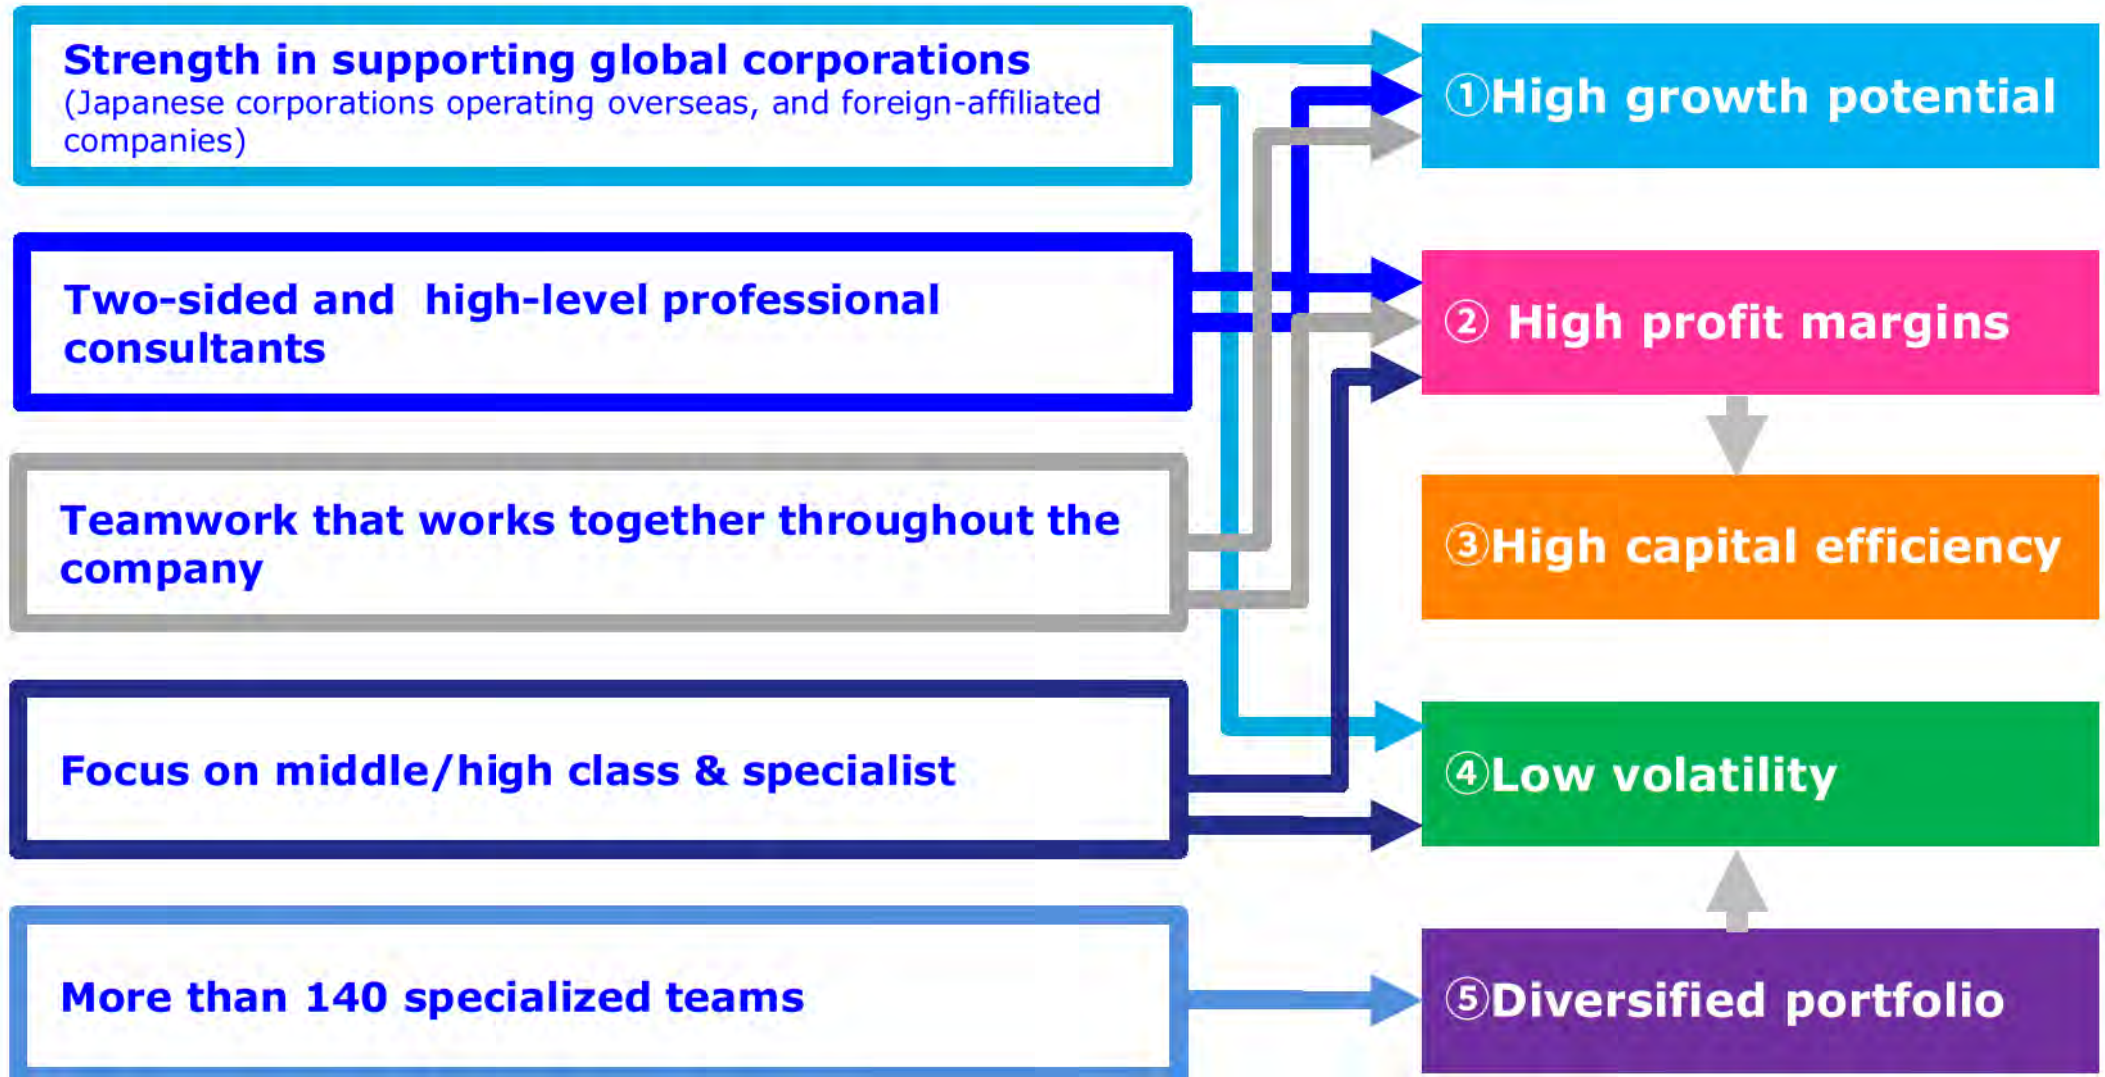 Strength in supporting global corporations
(Japanese corporations operating overseas, and foreign-affiliated
companies)
①High growth potential
Two-sided and  high-level professional
consultants
② High profit margins
Teamwork that works together throughout the
company
③High capital efficiency
Focus on middle/high class & specialist
④Low volatility
More than 140 specialized teams
⑤Diversified portfolio